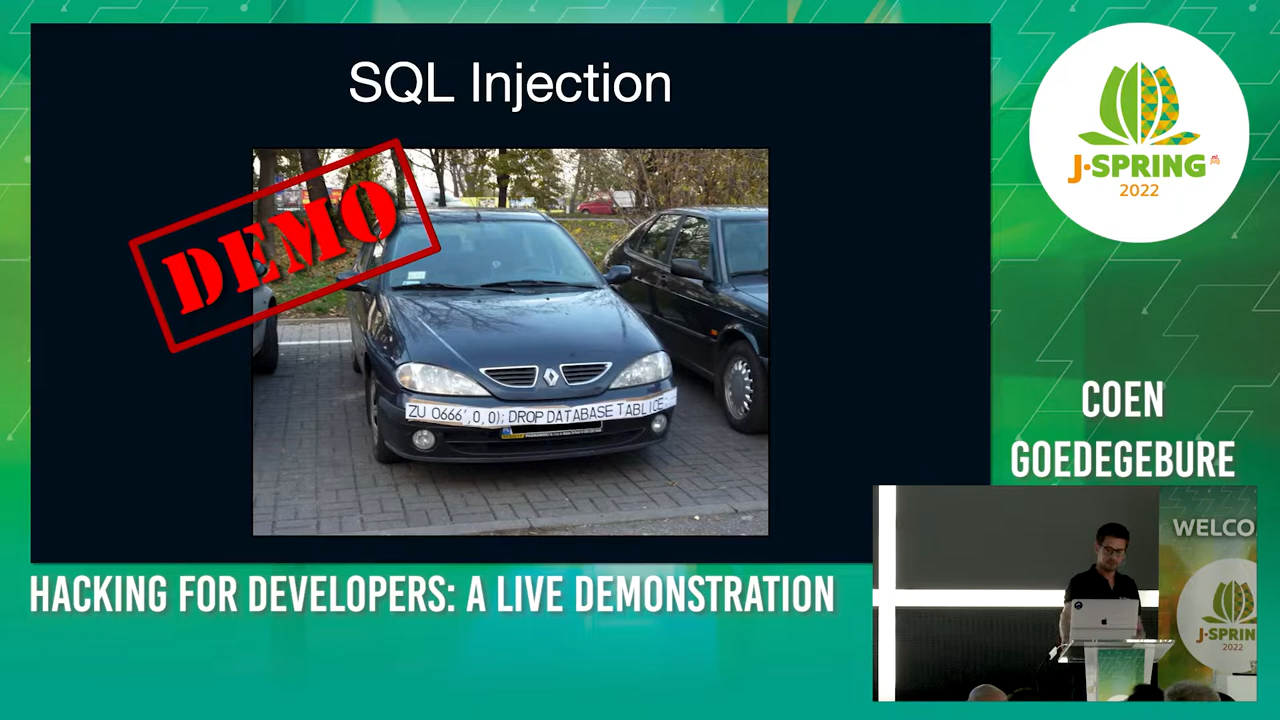 SQL Injection
DEMO
ZU 0666',0,0); DROP DATABASE TABLICE
J-SPRING
2022
COEN
GOEDEGEBURE
HACKING FOR DEVELOPERS: A LIVE DEMONSTRATION
WELCO
J-SPRIN
2022